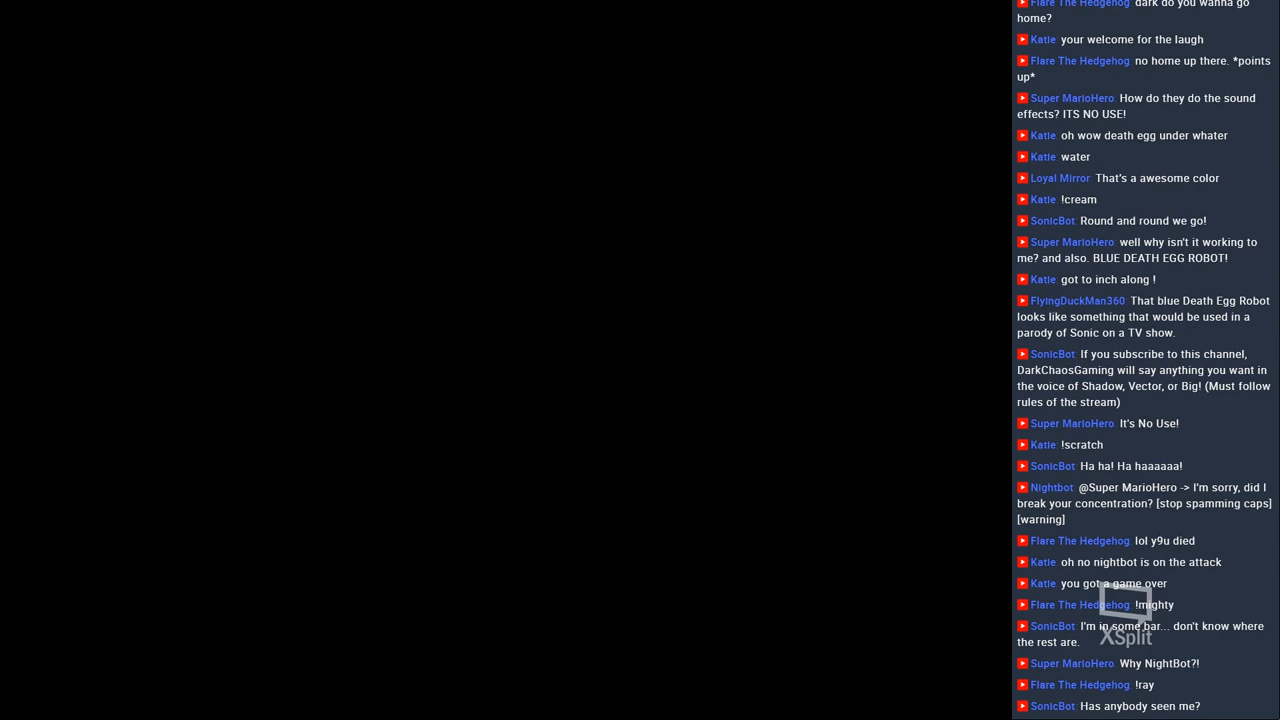 Flare The Hedgehog: dark do you wanna go
home?
Katie: your welcome for the laugh
Flare The Hedgehog: no home up there. *points
up*
Super MarioHero: How do they do the sound
effects? ITS NO USE!
Katie: oh wow death egg under whater
Katie: water
Loyal Mirror: That's a awesome color
Katie: !cream
SonicBot: Round and round we go!
Super MarioHero: well why isn't it working to
me? and also. BLUE DEATH EGG ROBOT!
Katie: got to inch along !
FlyingDuckMan360: That blue Death Egg Robot
looks like something that would be used in a
parody of Sonic on a TV show.
SonicBot: If you subscribe to this channel,
DarkChaosGaming will say anything you want in
the voice of Shadow, Vector, or Big! (Must follow
rules of the stream)
Super MarioHero: It's No Use!
Katie: !scratch
SonicBot: Ha ha! Ha haaaaaa!
Nightbot: @Super MarioHero -> I'm sorry, did I
break your concentration? [stop spamming caps]
[warning]
Flare The Hedgehog: lol y9u died
Katie: oh no nightbot is on the attack
Katie: you got a game over
Flare The Hedgehog: !mighty
SonicBot: I'm in some bar... don't know where
the rest are.
XSplit
Super MarioHero: Why NightBot?!
Flare The Hedgehog: !ray
SonicBot: Has anybody seen me?